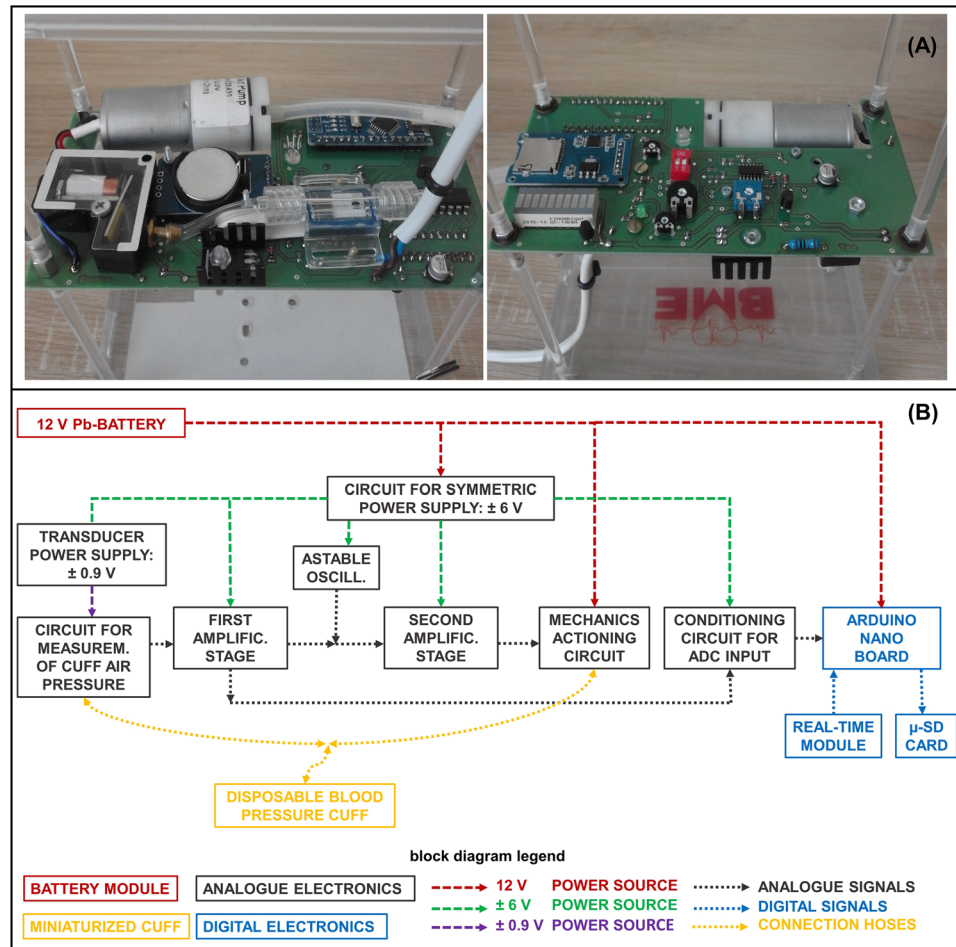 (A)
BME
(B)
12 V Pb-BATTERY
CIRCUIT FOR SYMMETRIC
POWER SUPPLY: ± 6 V
TRANSDUCER
POWER SUPPLY:
± 0.9 V
ASTABLE
OSCILL.
CIRCUIT FOR
MEASUREM.
OF CUFF AIR
PRESSURE
FIRST
AMPLIFIC.
STAGE
SECOND
AMPLIFIC.
STAGE
MECHANICS
ACTIONING
CIRCUIT
CONDITIONING
CIRCUIT FOR
ADC INPUT
ARDUINO
NANO
BOARD
REAL-TIME
MODULE
μ-SD
CARD
DISPOSABLE BLOOD
PRESSURE CUFF
block diagram legend
BATTERY MODULE
ANALOGUE ELECTRONICS
12 V POWER SOURCE
ANALOGUE SIGNALS
± 6 V POWER SOURCE
DIGITAL SIGNALS
MINIATURIZED CUFF
DIGITAL ELECTRONICS
± 0.9 V POWER SOURCE
CONNECTION HOSES